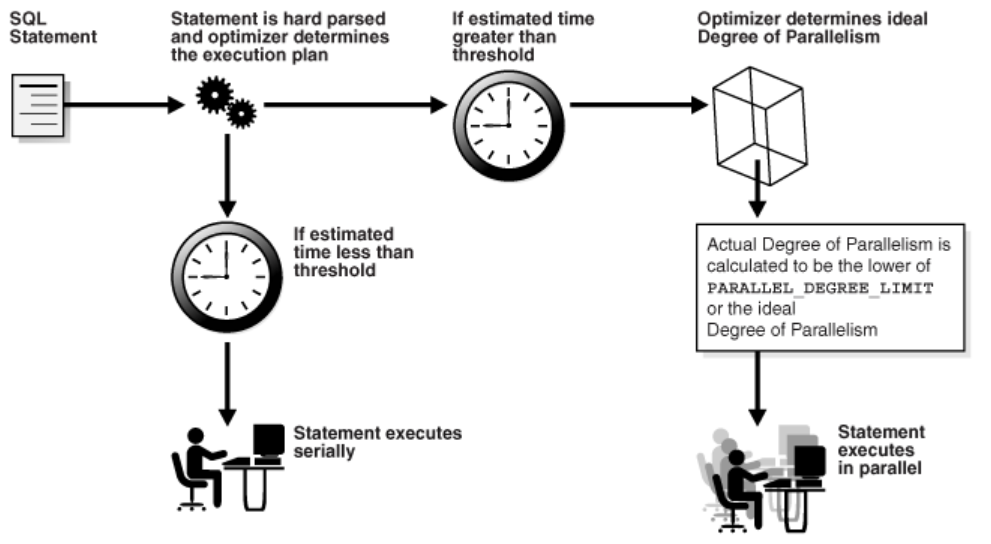 SQL
Statement
Statement is hard parsed
and optimizer determines
the execution plan
If estimated time
greater than
threshold
Optimizer determines ideal
Degree of Parallelism
If estimated
time less than
threshold
Actual Degree of Parallelism is
calculated to be the lower of
PARALLEL_DEGREE_LIMIT
or the ideal
Degree of Parallelism
Statement executes
serially
Statement
executes
in parallel